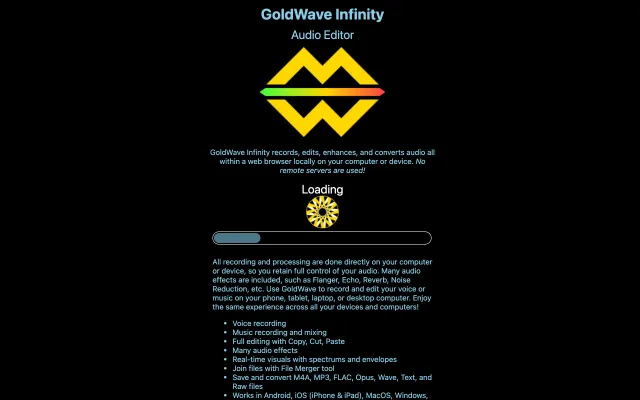 GoldWave Infinity
Audio Editor
GoldWave Infinity records, edits, enhances, and converts audio all
within a web browser locally on your computer or device. No
remote servers are used!
Loading
All recording and processing are done directly on your computer
or device, so you retain full control of your audio. Many audio
effects are included, such as Flanger, Echo, Reverb, Noise
Reduction, etc. Use GoldWave to record and edit your voice or
music on your phone, tablet, laptop, or desktop computer. Enjoy
the same experience across all your devices and computers!
• Voice recording
• Music recording and mixing
• Full editing with Copy, Cut, Paste
• Many audio effects
• Real-time visuals with spectrums and envelopes
• Join files with File Merger tool
• Save and convert M4A, MP3, FLAC, Opus, Wave, Text, and
Raw files
• Works in Android, iOS (iPhone & iPad), MacOS, Windows,